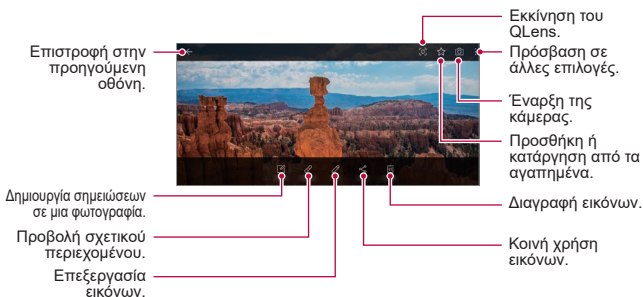 Εκκίνηση του
QLens.
Επιστροφή στην
προηγούμενη
οθόνη.
Πρόσβαση σε
άλλες επιλογές.
Έναρξη της
κάμερας.
Προσθήκη ή
κατάργηση από τα
αγαπημένα.
Δημιουργία σημειώσεων
σε μια φωτογραφία.
Διαγραφή εικόνων.
Προβολή σχετικού
περιεχομένου.
Κοινή χρήση
εικόνων.
Επεξεργασία
εικόνων.